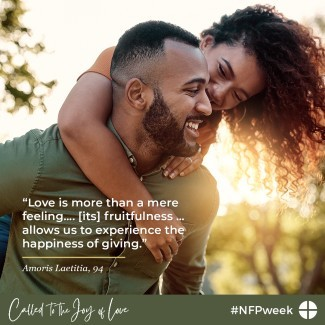 “Love is more than a mere
feeling.... [its] fruitfulness ...
allows us to experience the
happiness of giving.”
Amoris Laetitia, 94
Called to the Joy of Love
#NFPweek